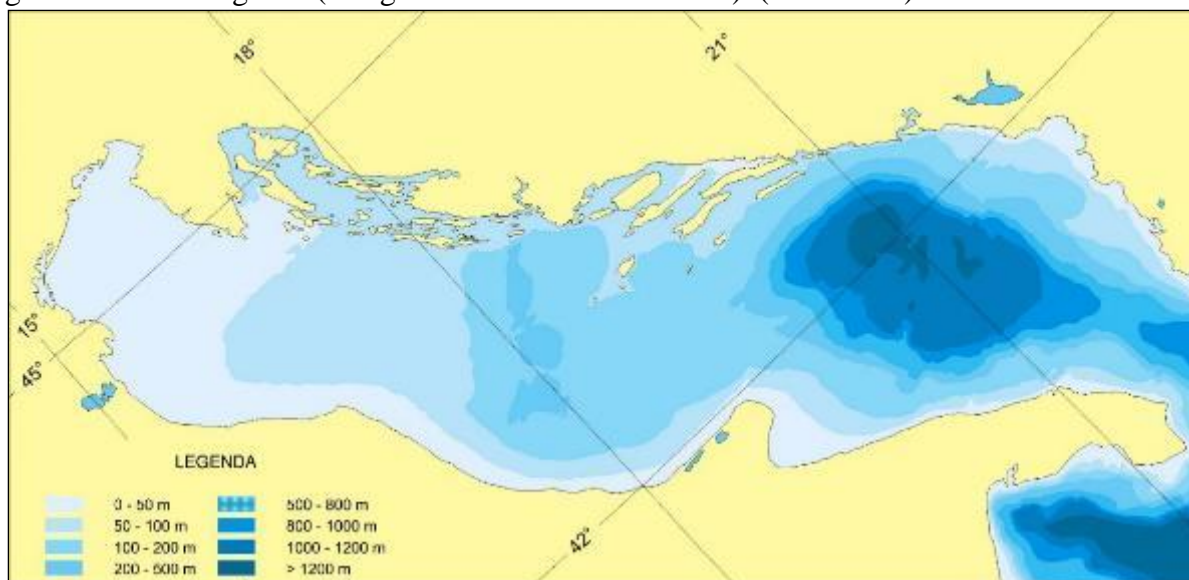 18°
21°
15°
45°
42°
LEGENDA
0 - 50 m
50 - 100 m
100 - 200 m
200 - 500 m
500 - 800 m
800 - 1000 m
1000 - 1200 m
> 1200 m